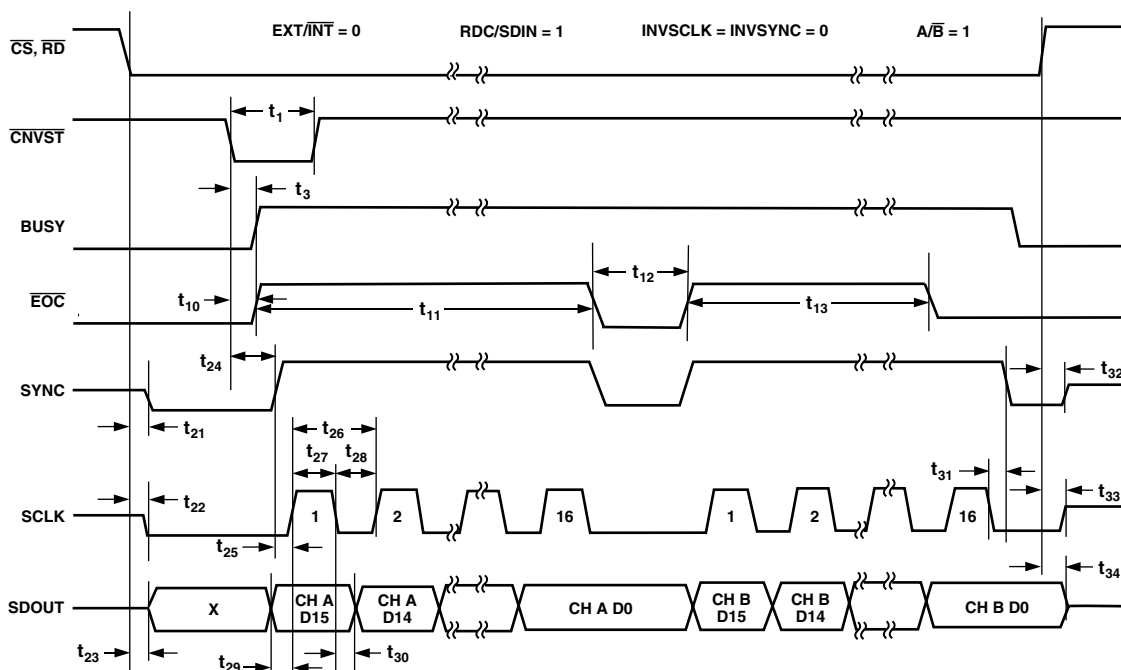 EXT/INT = 0 RDC/SDIN = 1 INVSCLK = INVSYNC = 0 A/B = 1
CS, RD
t1
CNVST
t3
BUSY
t12
EOC
t10
t11
t13
t24
SYNC
t32
t21
t26
t27 t28
t31
t22
t33
SCLK
1 2 16 1 2 16
t25
t34
SDOUT
X
CH A D15
CH A D14
CH A D0
CH B D15
CH B D14
CH B D0
t23
t29
t30